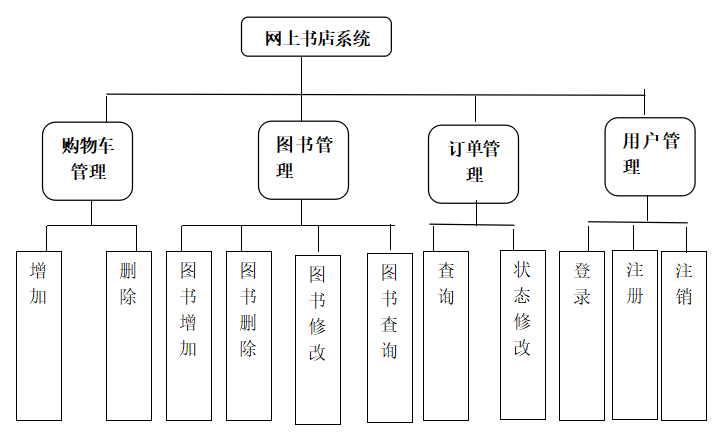 网上书店系统
购物车
管理
图书管
理
订单管
理
用户管
理
增加
删除
图书增加
图书删除
图书修改
图书查询
查询
状态修改
登录
注册
注销